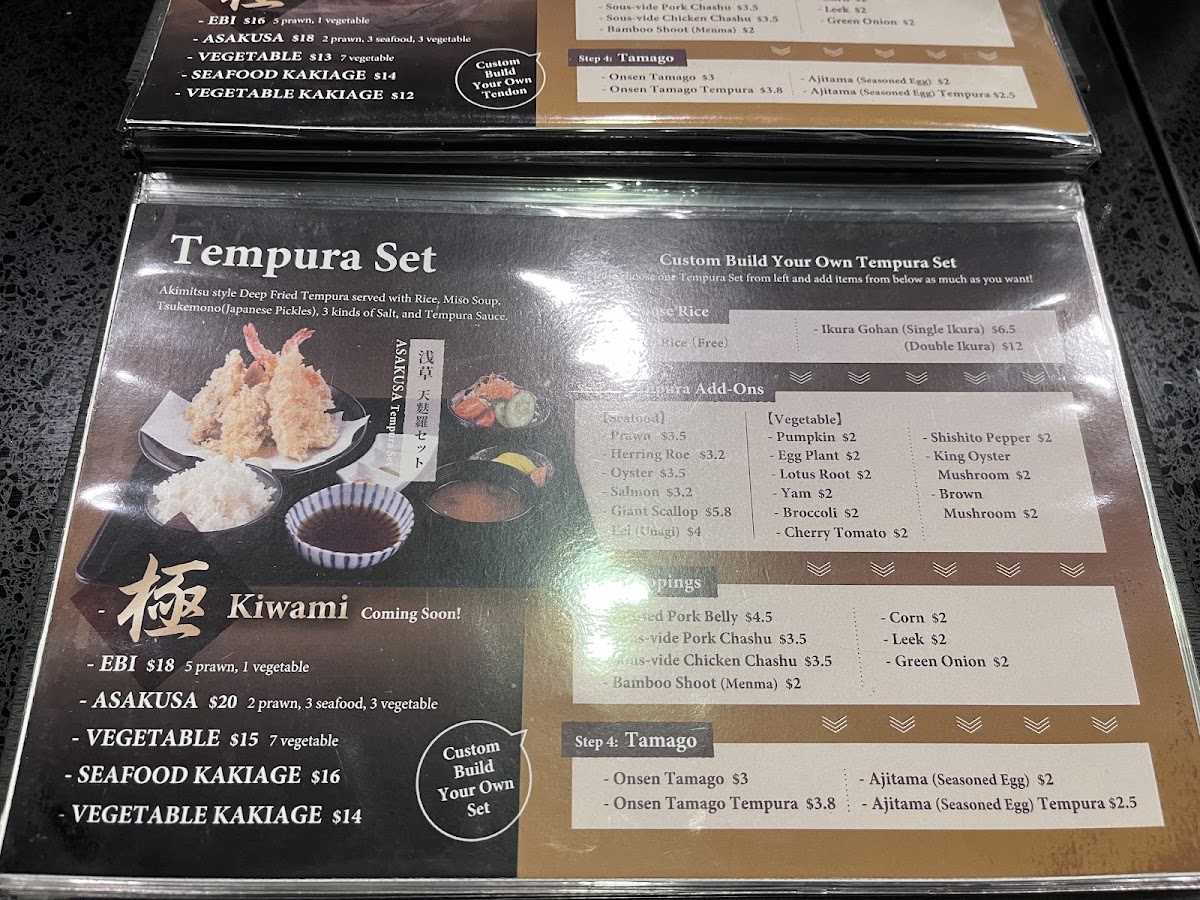 極
- EBI $16 5 prawn, 1 vegetable
- ASAKUSA $18 2 prawn, 3 seafood, 3 vegetable
- VEGETABLE $13 7 vegetable
- SEAFOOD KAKIAGE $14
- VEGETABLE KAKIAGE $12
Custom
Build
Your Own
Tendon
- Sous-vide Pork Chashu $3.5
- Sous-vide Chicken Chashu $3.5
- Bamboo Shoot (Menma) $2
- Corn $2
- Leek $2
- Green Onion $2
Step 4: Tamago
- Onsen Tamago $3
- Onsen Tamago Tempura $3.8
- Ajitama (Seasoned Egg) $2
- Ajitama (Seasoned Egg) Tempura $2.5
Tempura Set
Akimitsu style Deep Fried Tempura served with Rice, Miso Soup,
Tsukemono(Japanese Pickles), 3 kinds of Salt, and Tempura Sauce.
浅草 天麩羅セット
ASAKUSA Tempura Set
- 極 Kiwami Coming Soon!
- EBI $18 5 prawn, 1 vegetable
- ASAKUSA $20 2 prawn, 3 seafood, 3 vegetable
- VEGETABLE $15 7 vegetable
- SEAFOOD KAKIAGE $16
- VEGETABLE KAKIAGE $14
Custom
Build
Your Own
Set
Custom Build Your Own Tempura Set
choose one Tempura Set from left and add items from below as much as you want!
Rice
Rice (Free)
- Ikura Gohan (Single Ikura) $6.5
(Double Ikura) $12
Tempura Add-Ons
【Seafood】
- Prawn $3.5
- Herring Roe $3.2
- Oyster $3.5
- Salmon $3.2
- Giant Scallop $5.8
- Eel (Unagi) $4
【Vegetable】
- Pumpkin $2
- Egg Plant $2
- Lotus Root $2
- Yam $2
- Broccoli $2
- Cherry Tomato $2
- Shishito Pepper $2
- King Oyster
Mushroom $2
- Brown
Mushroom $2
Toppings
Pork Belly $4.5
Sous-vide Pork Chashu $3.5
Sous-vide Chicken Chashu $3.5
- Bamboo Shoot (Menma) $2
- Corn $2
- Leek $2
- Green Onion $2
Step 4: Tamago
- Onsen Tamago $3
- Onsen Tamago Tempura $3.8
- Ajitama (Seasoned Egg) $2
- Ajitama (Seasoned Egg) Tempura $2.5